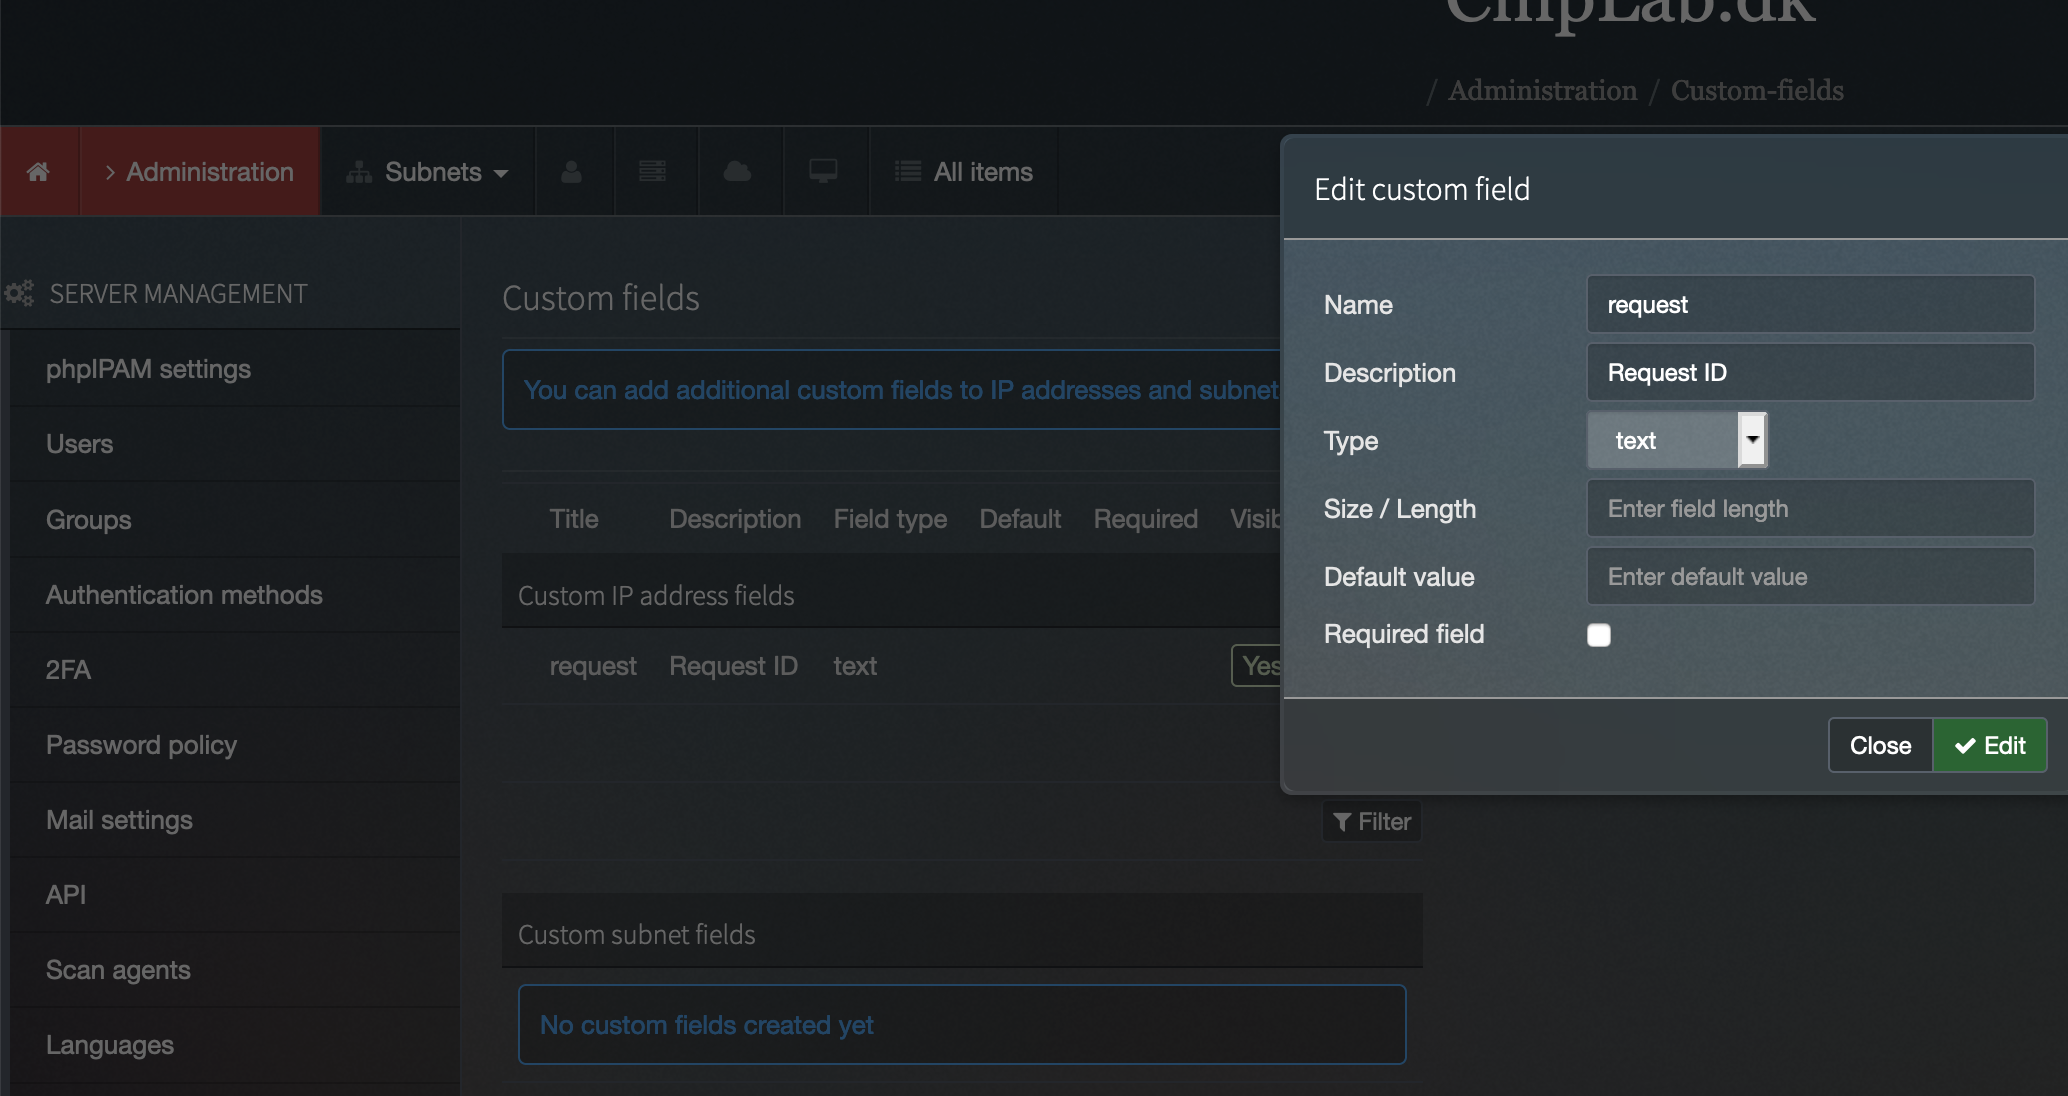 ChipLab.dk
/ Administration / Custom-fields
> Administration
Subnets
All items
SERVER MANAGEMENT
phpIPAM settings
Users
Groups
Authentication methods
2FA
Password policy
Mail settings
API
Scan agents
Languages
Custom fields
You can add additional custom fields to IP addresses and subnet
Title Description Field type Default Required Visib
Custom IP address fields
request Request ID text Yes
Filter
Custom subnet fields
No custom fields created yet
Edit custom field
Name request
Description Request ID
Type text
Size / Length Enter field length
Default value Enter default value
Required field
Close Edit